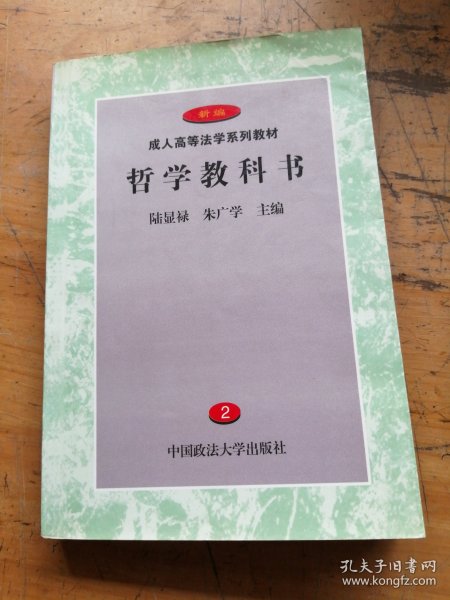 新编
成人高等法学系列教材
哲学教科书
陆显禄 朱广学 主编
2
中国政法大学出版社
孔夫子旧书网
www.kongfz.com